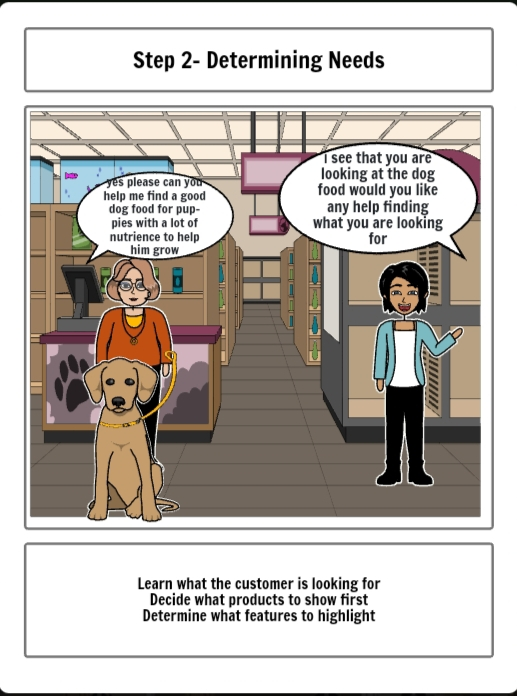 Step 2- Determining Needs
yes please can you
help me find a good
dog food for pup-
pies with a lot of
nutrience to help
him grow
I see that you are
looking at the dog
food would you like
any help finding
what you are looking
for
Learn what the customer is looking for
Decide what products to show first
Determine what features to highlight